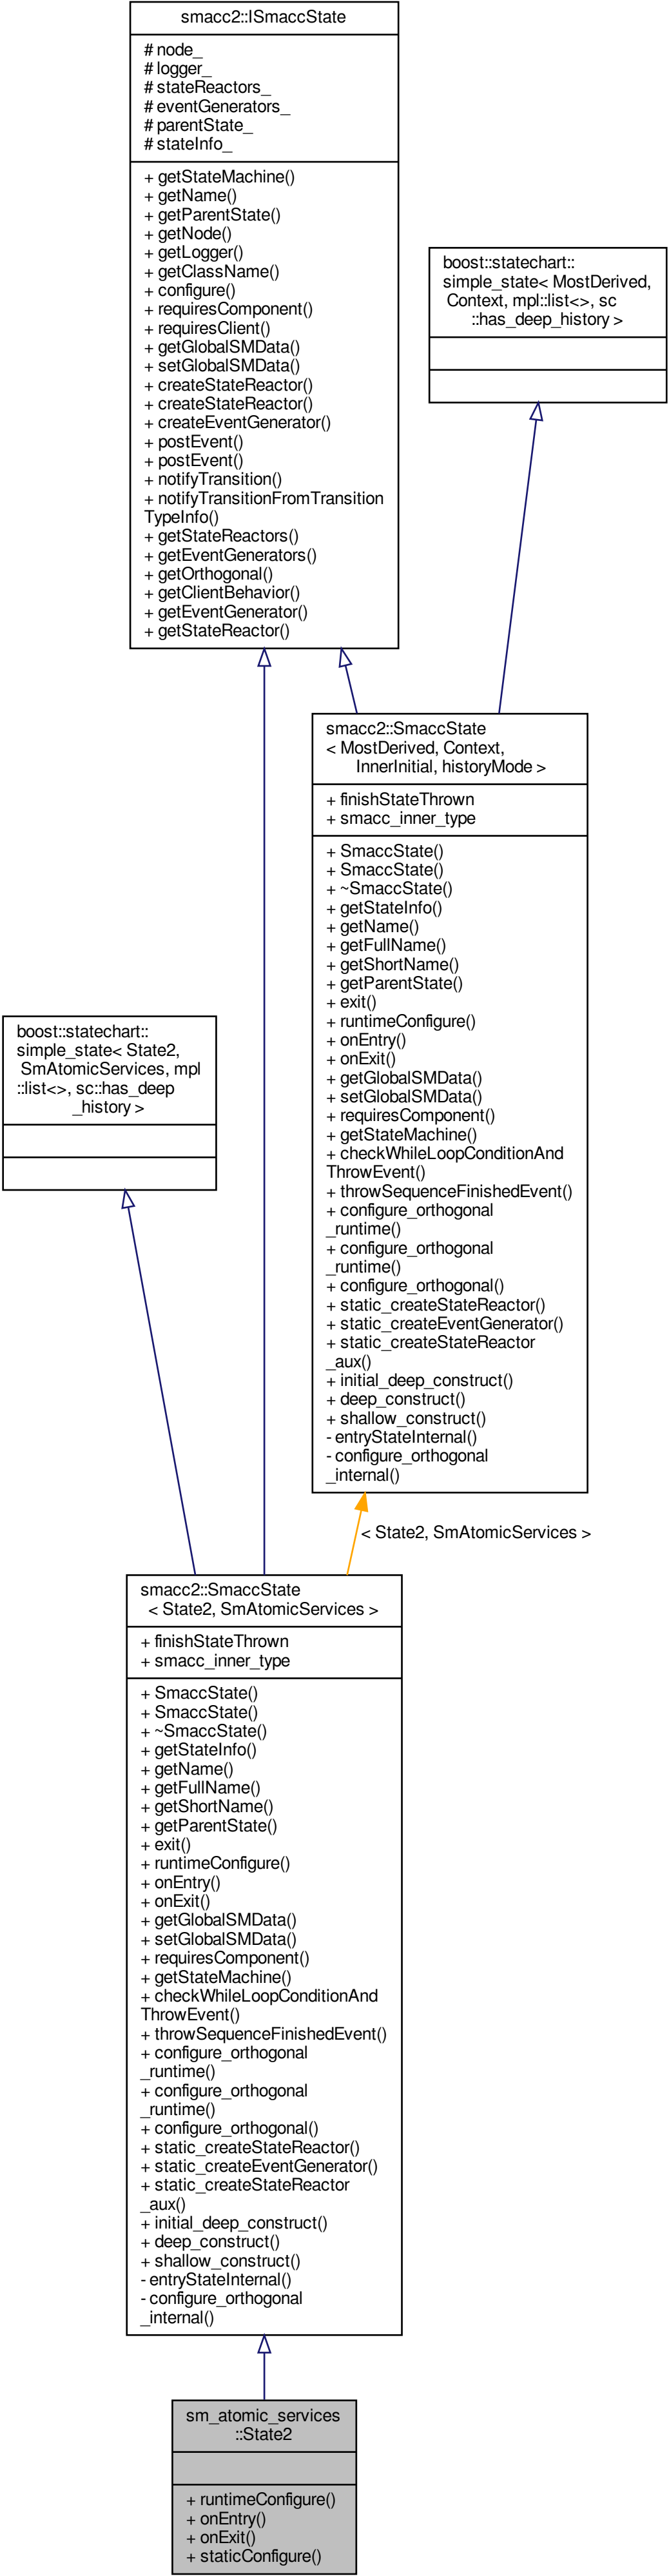 smacc2::ISmaccState
# node_
# logger_
# stateReactors_
# eventGenerators_
# parentState_
# stateInfo_
+ getStateMachine()
+ getName()
+ getParentState()
+ getNode()
+ getLogger()
+ getClassName()
+ configure()
+ requiresComponent()
+ requiresClient()
+ getGlobalSMData()
+ setGlobalSMData()
+ createStateReactor()
+ createStateReactor()
+ createEventGenerator()
+ postEvent()
+ postEvent()
+ notifyTransition()
+ notifyTransitionFromTransition
TypeInfo()
+ getStateReactors()
+ getEventGenerators()
+ getOrthogonal()
+ getClientBehavior()
+ getEventGenerator()
+ getStateReactor()
boost::statechart::
simple_state< MostDerived,
Context, mpl::list<>, sc
::has_deep_history >
smacc2::SmaccState
< MostDerived, Context,
InnerInitial, historyMode >
+ finishStateThrown
+ smacc_inner_type
+ SmaccState()
+ SmaccState()
+ ~SmaccState()
+ getStateInfo()
+ getName()
+ getFullName()
+ getShortName()
+ getParentState()
+ exit()
+ runtimeConfigure()
+ onEntry()
+ onExit()
+ getGlobalSMData()
+ setGlobalSMData()
+ requiresComponent()
+ getStateMachine()
+ checkWhileLoopConditionAnd
ThrowEvent()
+ throwSequenceFinishedEvent()
+ configure_orthogonal
_runtime()
+ configure_orthogonal
_runtime()
+ configure_orthogonal()
+ static_createStateReactor()
+ static_createEventGenerator()
+ static_createStateReactor
_aux()
+ initial_deep_construct()
+ deep_construct()
+ shallow_construct()
- entryStateInternal()
- configure_orthogonal
_internal()
boost::statechart::
simple_state< State2,
SmAtomicServices, mpl
::list<>, sc::has_deep
_history >
< State2, SmAtomicServices >
smacc2::SmaccState
< State2, SmAtomicServices >
+ finishStateThrown
+ smacc_inner_type
+ SmaccState()
+ SmaccState()
+ ~SmaccState()
+ getStateInfo()
+ getName()
+ getFullName()
+ getShortName()
+ getParentState()
+ exit()
+ runtimeConfigure()
+ onEntry()
+ onExit()
+ getGlobalSMData()
+ setGlobalSMData()
+ requiresComponent()
+ getStateMachine()
+ checkWhileLoopConditionAnd
ThrowEvent()
+ throwSequenceFinishedEvent()
+ configure_orthogonal
_runtime()
+ configure_orthogonal
_runtime()
+ configure_orthogonal()
+ static_createStateReactor()
+ static_createEventGenerator()
+ static_createStateReactor
_aux()
+ initial_deep_construct()
+ deep_construct()
+ shallow_construct()
- entryStateInternal()
- configure_orthogonal
_internal()
sm_atomic_services
::State2
+ runtimeConfigure()
+ onEntry()
+ onExit()
+ staticConfigure()